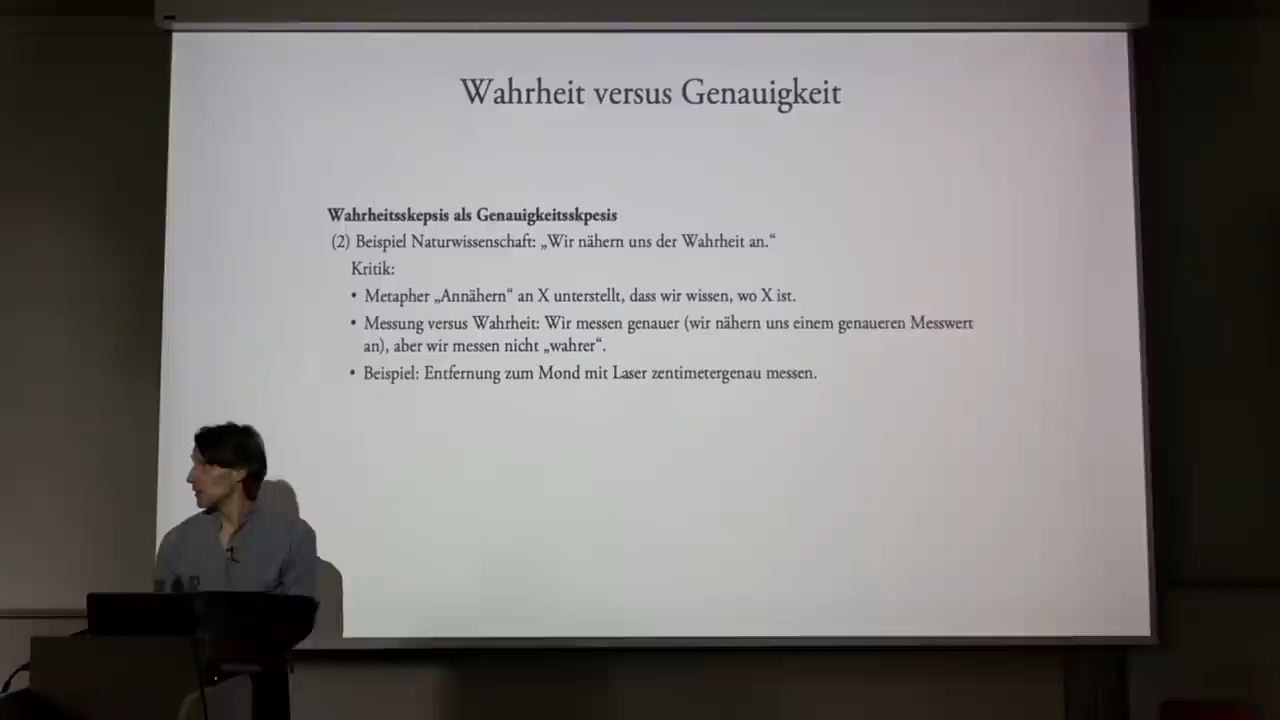 Wahrheit versus Genauigkeit
Wahrheitsskepsis als Genauigkeitsskpesis
(2) Beispiel Naturwissenschaft: „Wir nähern uns der Wahrheit an.“
Kritik:
• Metapher „Annähern“ an X unterstellt, dass wir wissen, wo X ist.
• Messung versus Wahrheit: Wir messen genauer (wir nähern uns einem genaueren Messwert
an), aber wir messen nicht „wahrer“.
• Beispiel: Entfernung zum Mond mit Laser zentimetergenau messen.